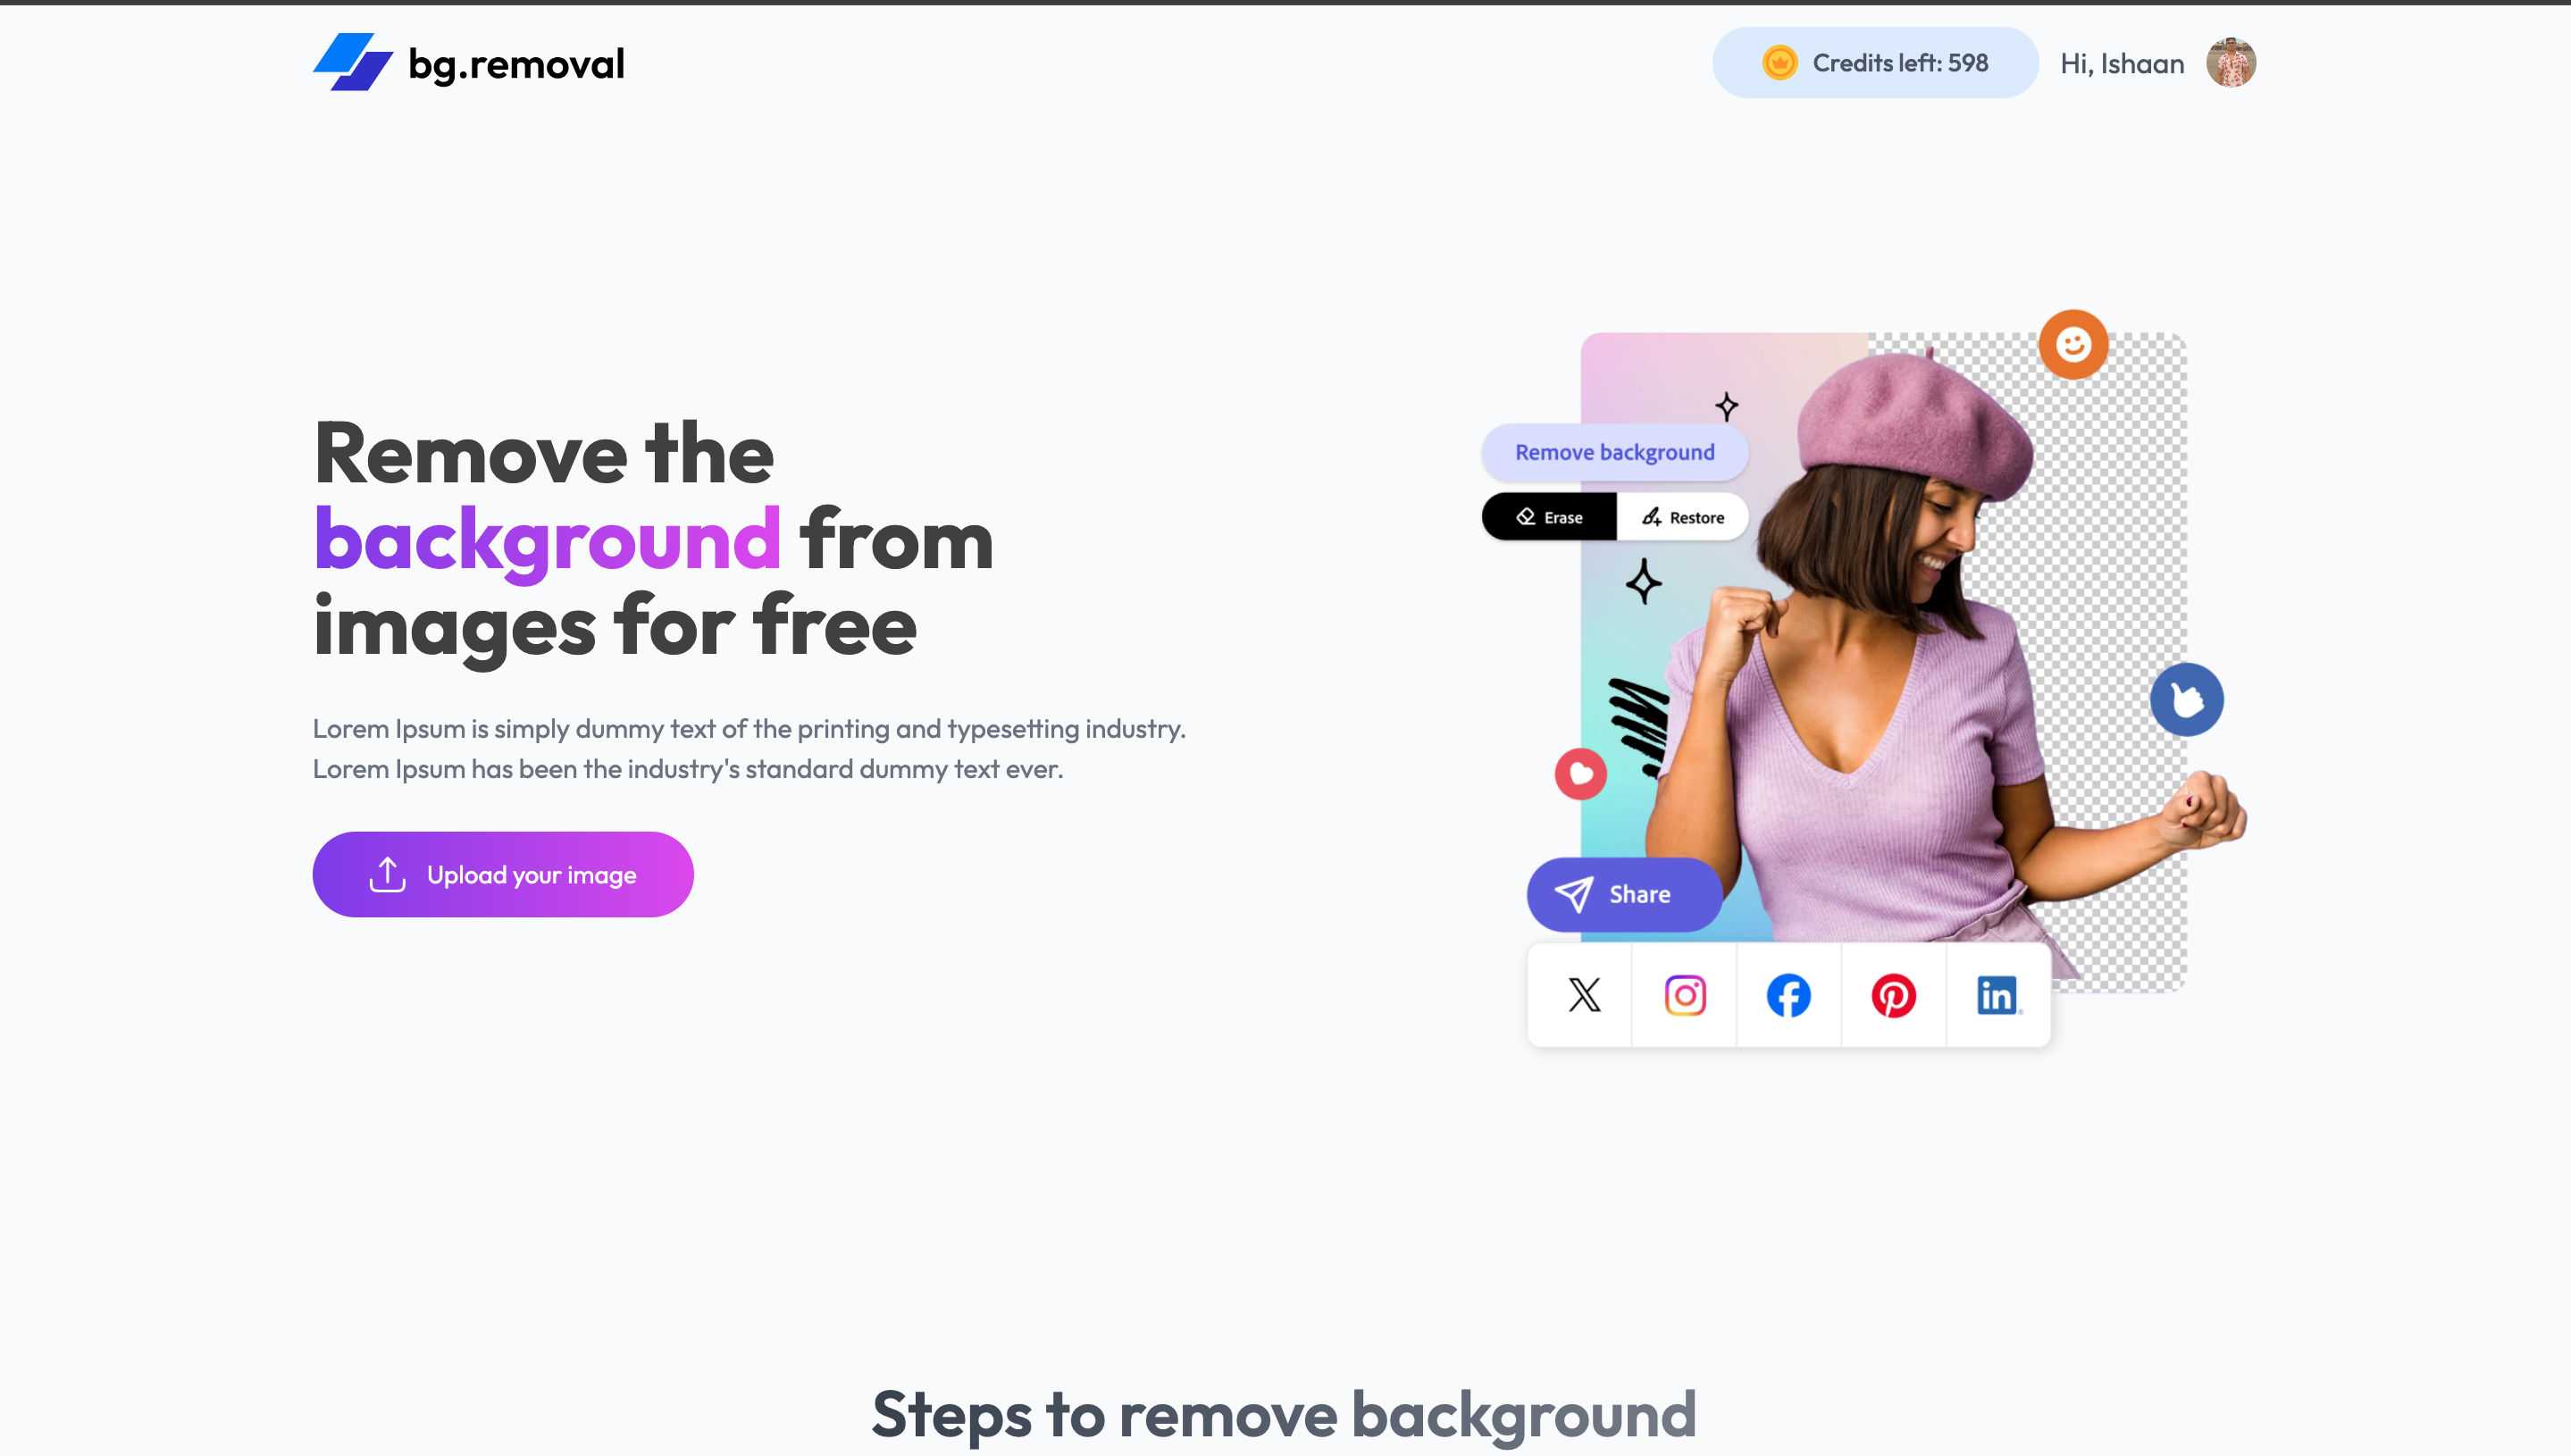 bg.removal
Credits left: 598
Hi, Ishaan
Remove the
background from
images for free
Lorem Ipsum is simply dummy text of the printing and typesetting industry.
Lorem Ipsum has been the industry's standard dummy text ever.
Upload your image
Remove background
Erase
Restore
Share
X
f
in
Steps to remove background